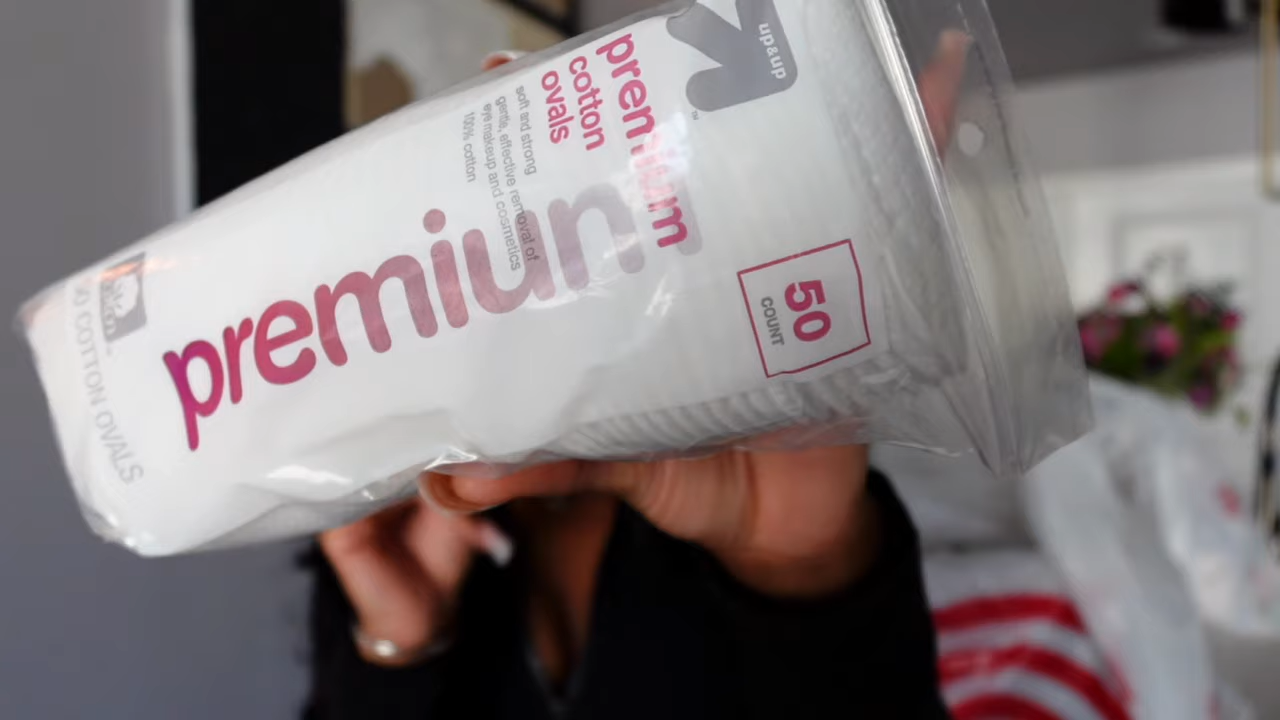 up&up
premium
cotton
ovals
soft and strong
gentle, effective removal of
eye makeup and cosmetics
100% cotton
premium
50
COUNT
COTTON OVALS